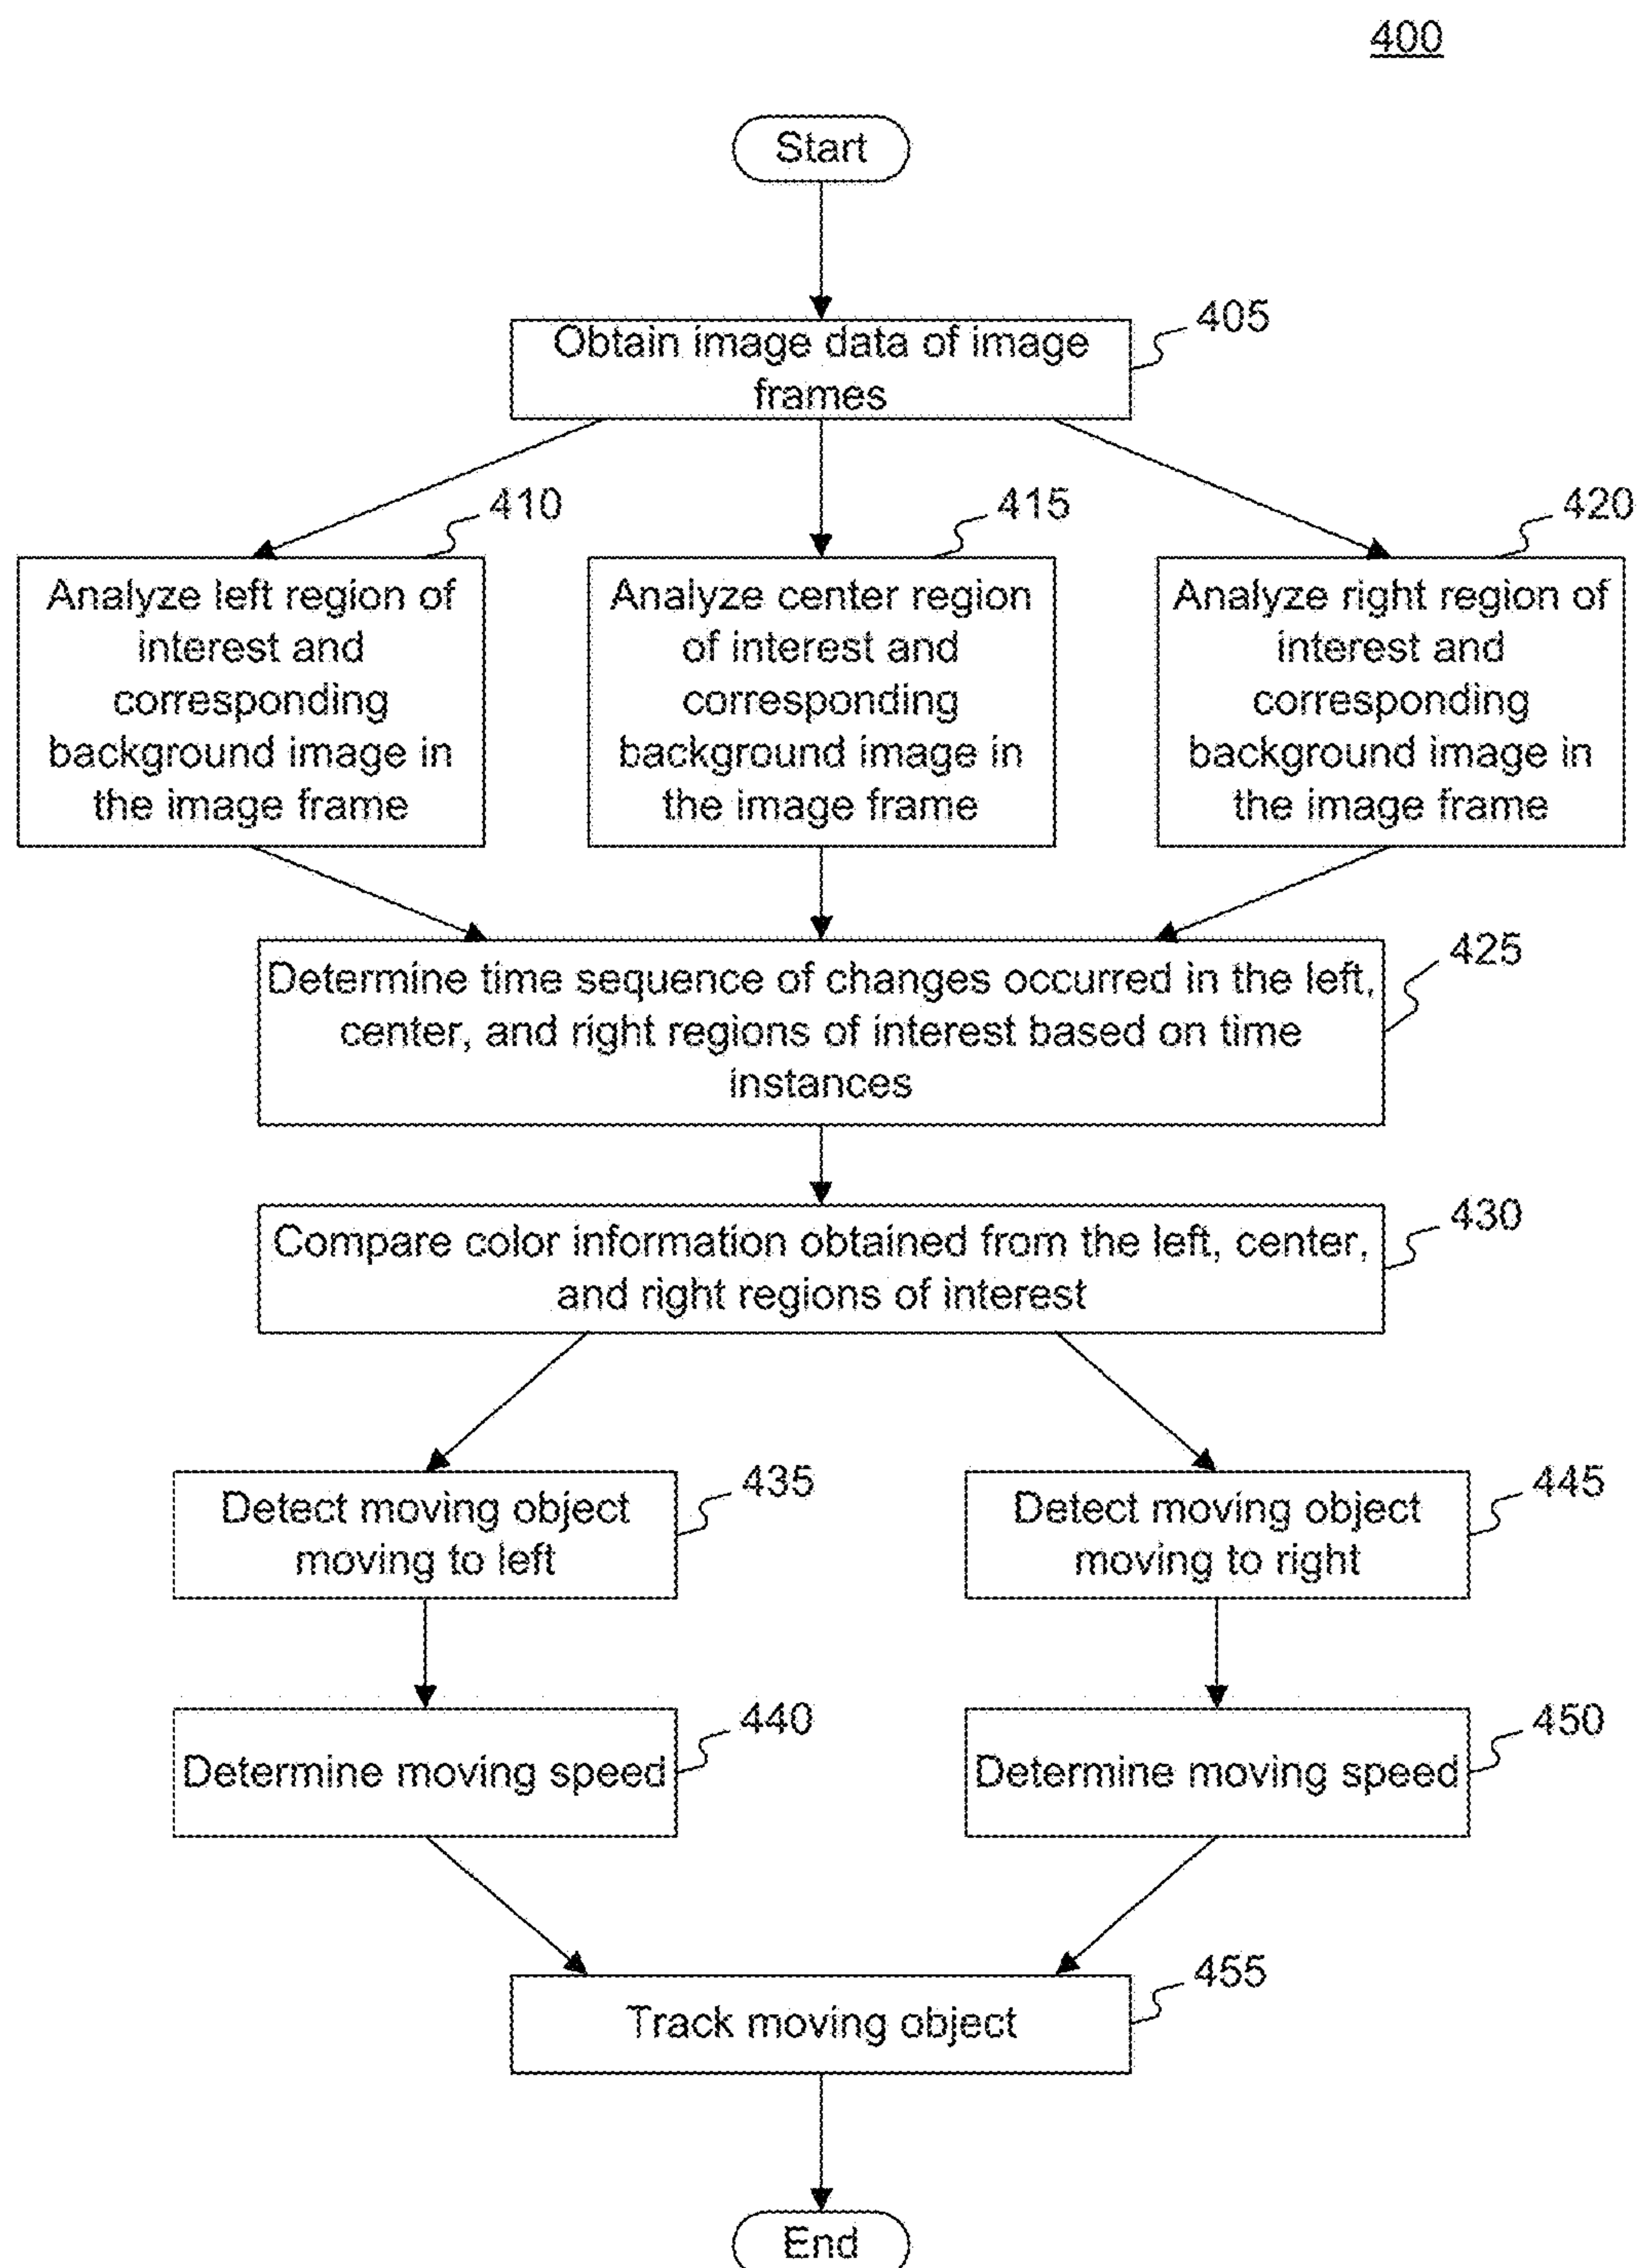 400
Start
405
Obtain image data of image
frames
410
Analyze left region of
interest and
corresponding
background image in
the image frame
415
Analyze center region
of interest and
corresponding
background image in
the image frame
420
Analyze right region of
interest and
corresponding
background image in
the image frame
425
Determine time sequence of changes occurred in the left,
center, and right regions of interest based on time
instances
430
Compare color information obtained from the left, center,
and right regions of interest
435
Detect moving object
moving to left
445
Detect moving object
moving to right
440
Determine moving speed
450
Determine moving speed
455
Track moving object
End